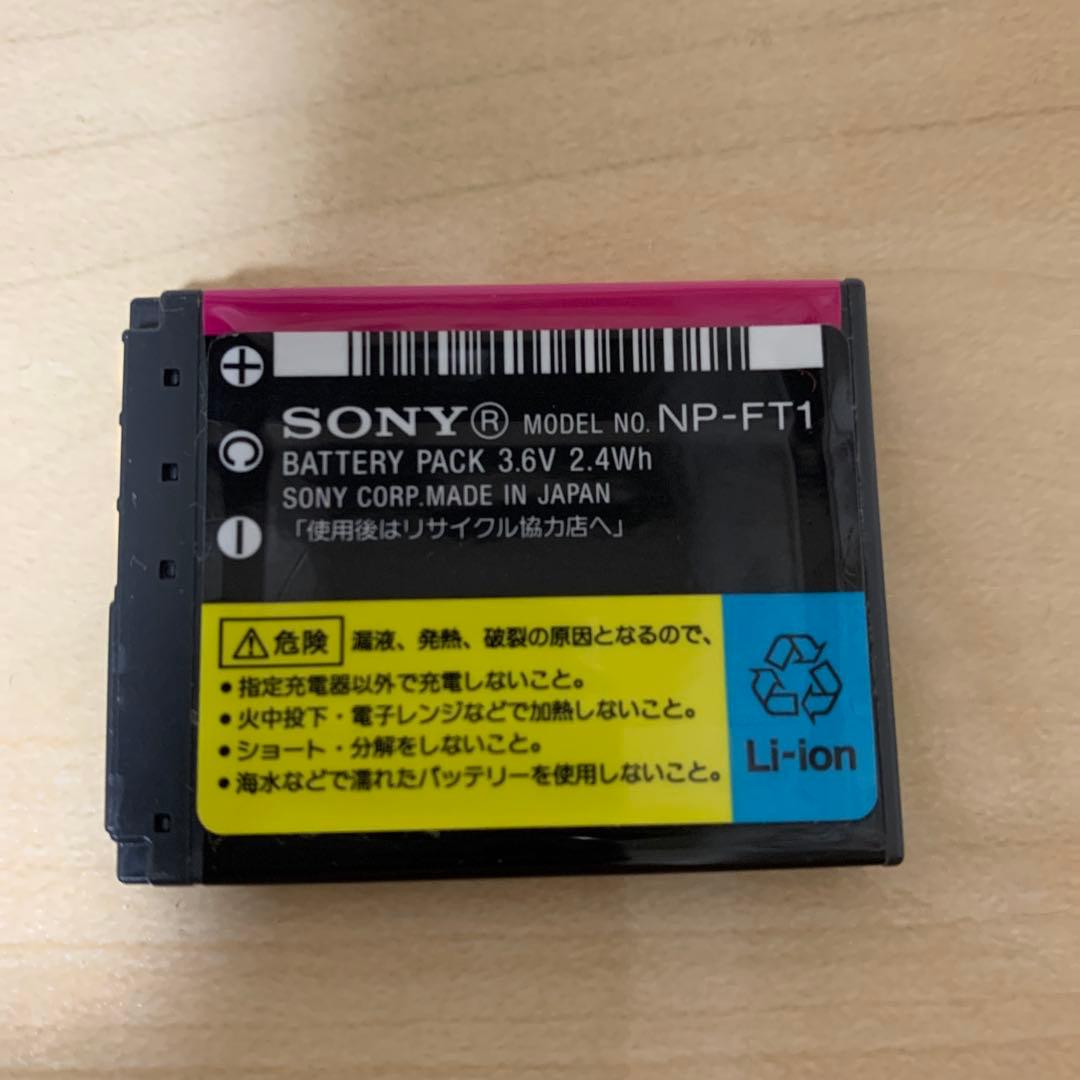 SONY® MODEL NO. NP-FT1
BATTERY PACK 3.6V 2.4Wh
SONY CORP. MADE IN JAPAN
「使用後はリサイクル協力店へ」
⚠危険 漏液、発熱、破裂の原因となるので、
・指定充電器以外で充電しないこと。
・火中投下・電子レンジなどで加熱しないこと。
・ショート・分解をしないこと。
・海水などで濡れたバッテリーを使用しないこと。
Li-ion